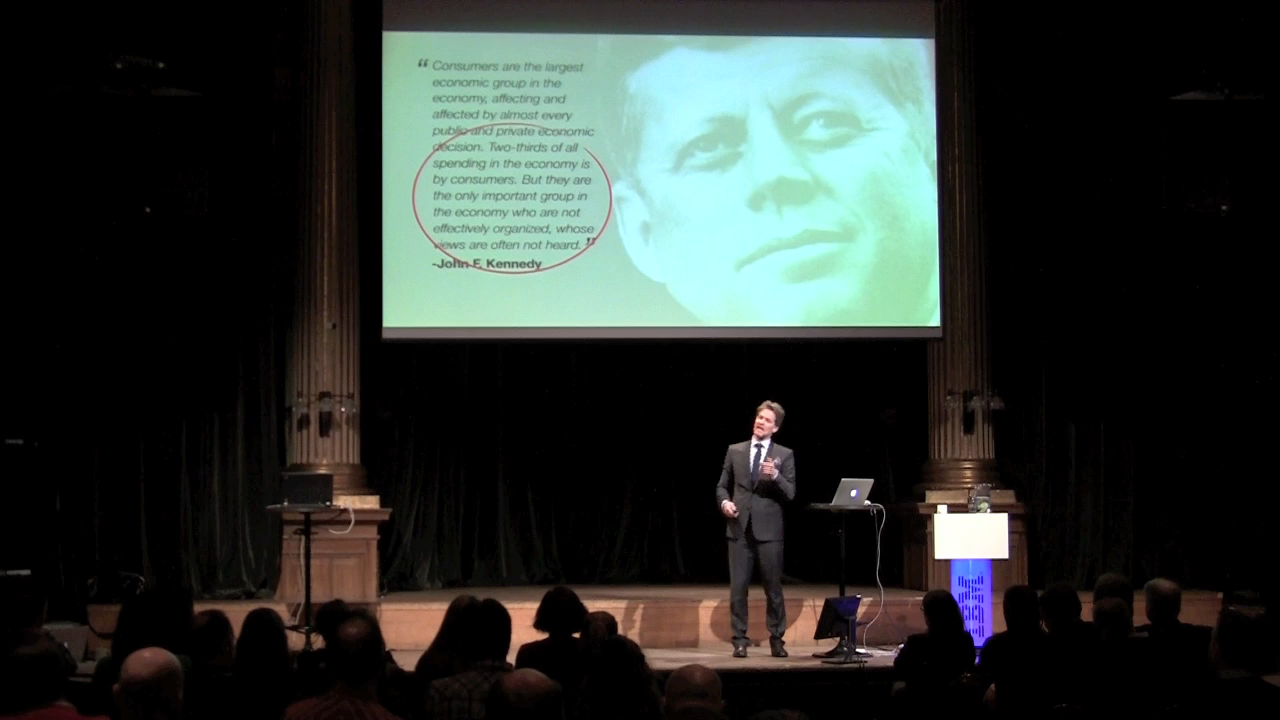 “ Consumers are the largest
economic group in the
economy, affecting and
affected by almost every
public and private economic
decision. Two-thirds of all
spending in the economy is
by consumers. But they are
the only important group in
the economy who are not
effectively organized, whose
views are often not heard. ”
-John F. Kennedy